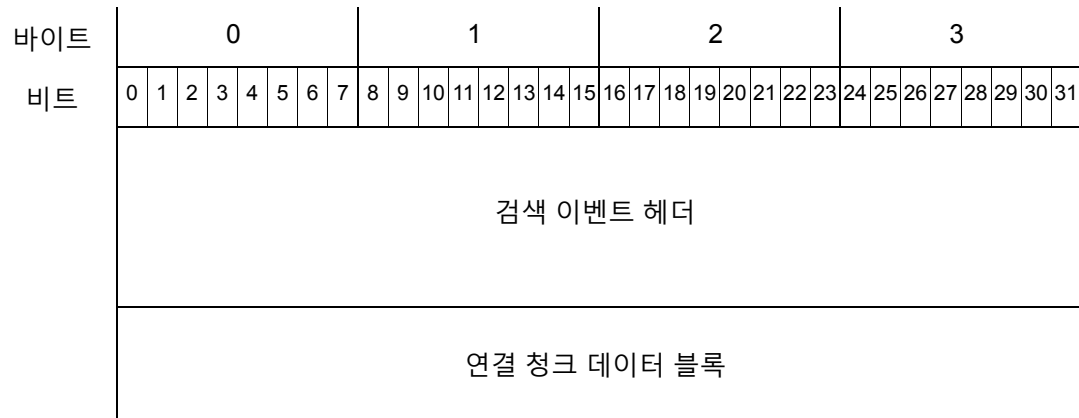 바이트 0 1 2 3
비트 0 1 2 3 4 5 6 7 8 9 10 11 12 13 14 15 16 17 18 19 20 21 22 23 24 25 26 27 28 29 30 31
검색 이벤트 헤더
연결 청크 데이터 블록